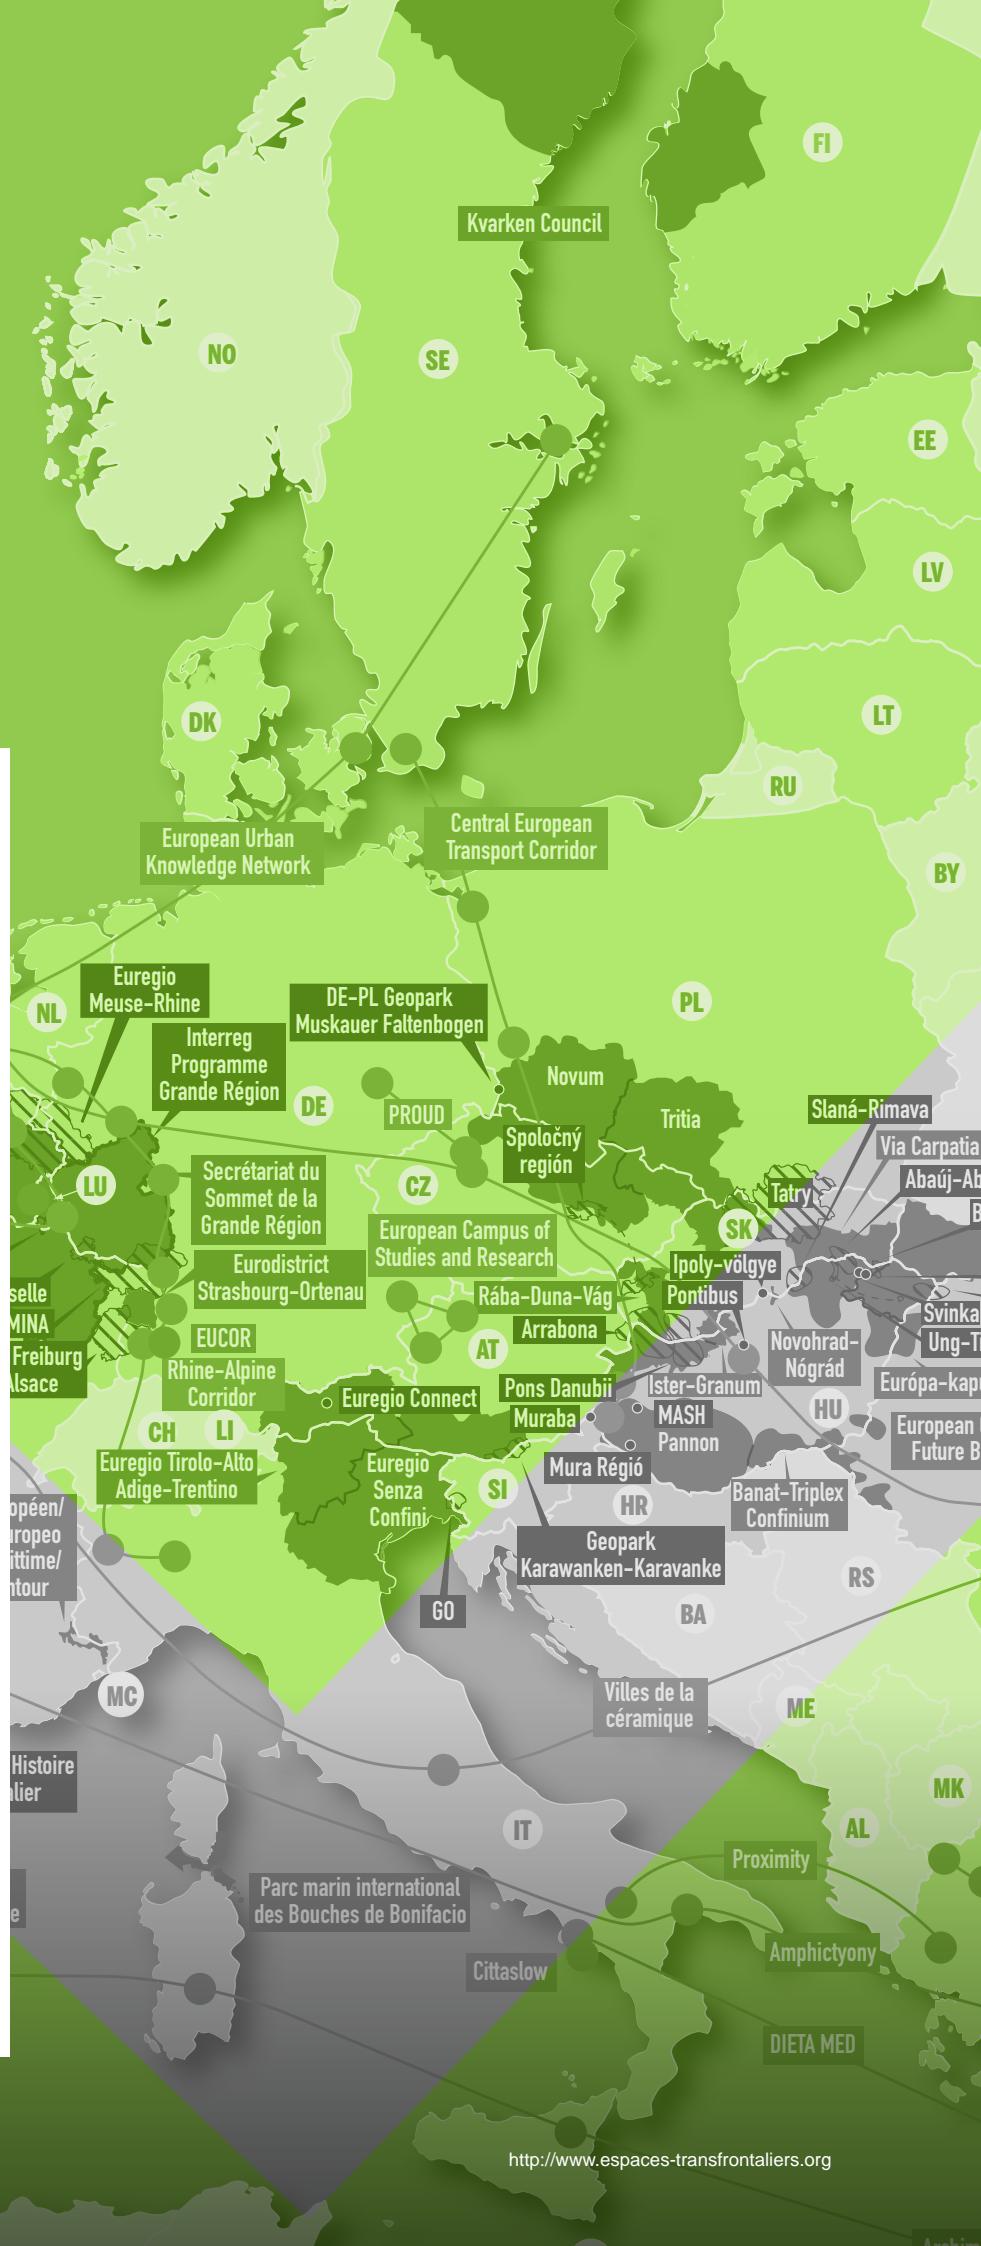 FI
Kvarken Council
NO
SE
EE
LV
LT
DK
RU
European Urban
Knowledge Network
Central European
Transport Corridor
BY
Euregio
Meuse-Rhine
NL
DE-PL Geopark
Muskauer Faltenbogen
PL
Interreg
Programme
Grande Région
DE
PROUD
Novum
Tritia
Slaná-Rimava
Spoločný
región
Via Carpatia
LU
Secrétariat du
Sommet de la
Grande Région
CZ
Tatry
SK
European Campus of
Studies and Research
Eurodistrict
Strasbourg-Ortenau
Ipoly-völgye
Rába-Duna-Vág
Pontibus
Arrabona
Svinka
EUCOR
AT
Novohrad-
Nógrád
Freiburg
Alsace
Rhine-Alpine
Corridor
Euregio Connect
Pons Danubii
Ister-Granum
HU
Muraba
MASH
Pannon
CH
LI
European
Future B
Euregio Tirolo-Alto
Adige-Trentino
Euregio
Senza
Confini
SI
Mura Régió
HR
Banat-Triplex
Confinium
Geopark
Karawanken-Karavanke
RS
GO
BA
MC
Villes de la
céramique
ME
Histoire
MK
IT
AL
Proximity
Parc marin international
des Bouches de Bonifacio
Amphictyony
Cittaslow
DIETA MED
http://www.espaces-transfrontaliers.org